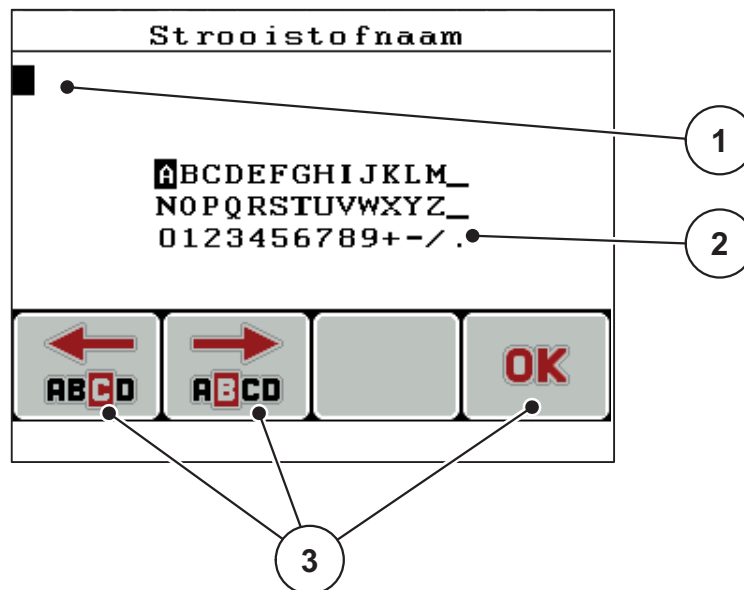 Strooistofnaam
1
ABCDEFGHIJKLM_
NOPQRSTUVWXYZ_
0123456789+-/.
2
ABCD
ABCD
OK
3